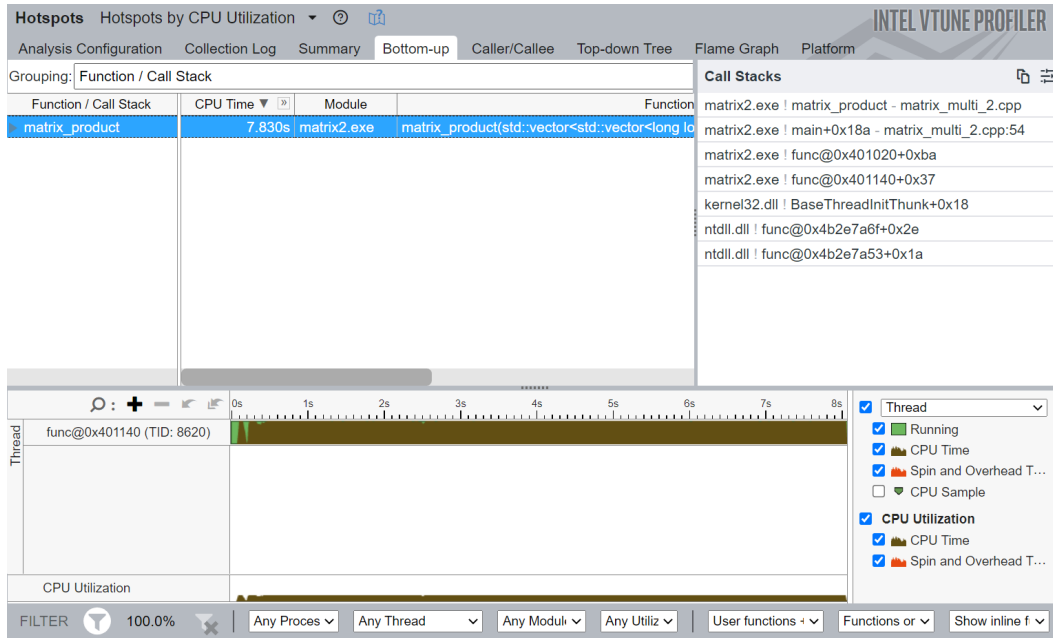 Hotspots Hotspots by CPU Utilization
INTEL VTUNE PROFILER
Analysis Configuration Collection Log Summary Bottom-up Caller/Callee Top-down Tree Flame Graph Platform
Grouping: Function / Call Stack
Function / Call Stack CPU Time Module Function
matrix_product 7.830s matrix2.exe matrix_product(std::vector<std::vector<long lo
Call Stacks
matrix2.exe ! matrix_product - matrix_multi_2.cpp
matrix2.exe ! main+0x18a - matrix_multi_2.cpp:54
matrix2.exe ! func@0x401020+0xba
matrix2.exe ! func@0x401140+0x37
kernel32.dll ! BaseThreadInitThunk+0x18
ntdll.dll ! func@0x4b2e7a6f+0x2e
ntdll.dll ! func@0x4b2e7a53+0x1a
0s 1s 2s 3s 4s 5s 6s 7s 8s
Thread
func@0x401140 (TID: 8620)
CPU Utilization
Thread
Running
CPU Time
Spin and Overhead T...
CPU Sample
CPU Utilization
CPU Time
Spin and Overhead T...
FILTER 100.0% Any Proces Any Thread Any Module Any Utiliz User functions + Functions or Show inline f